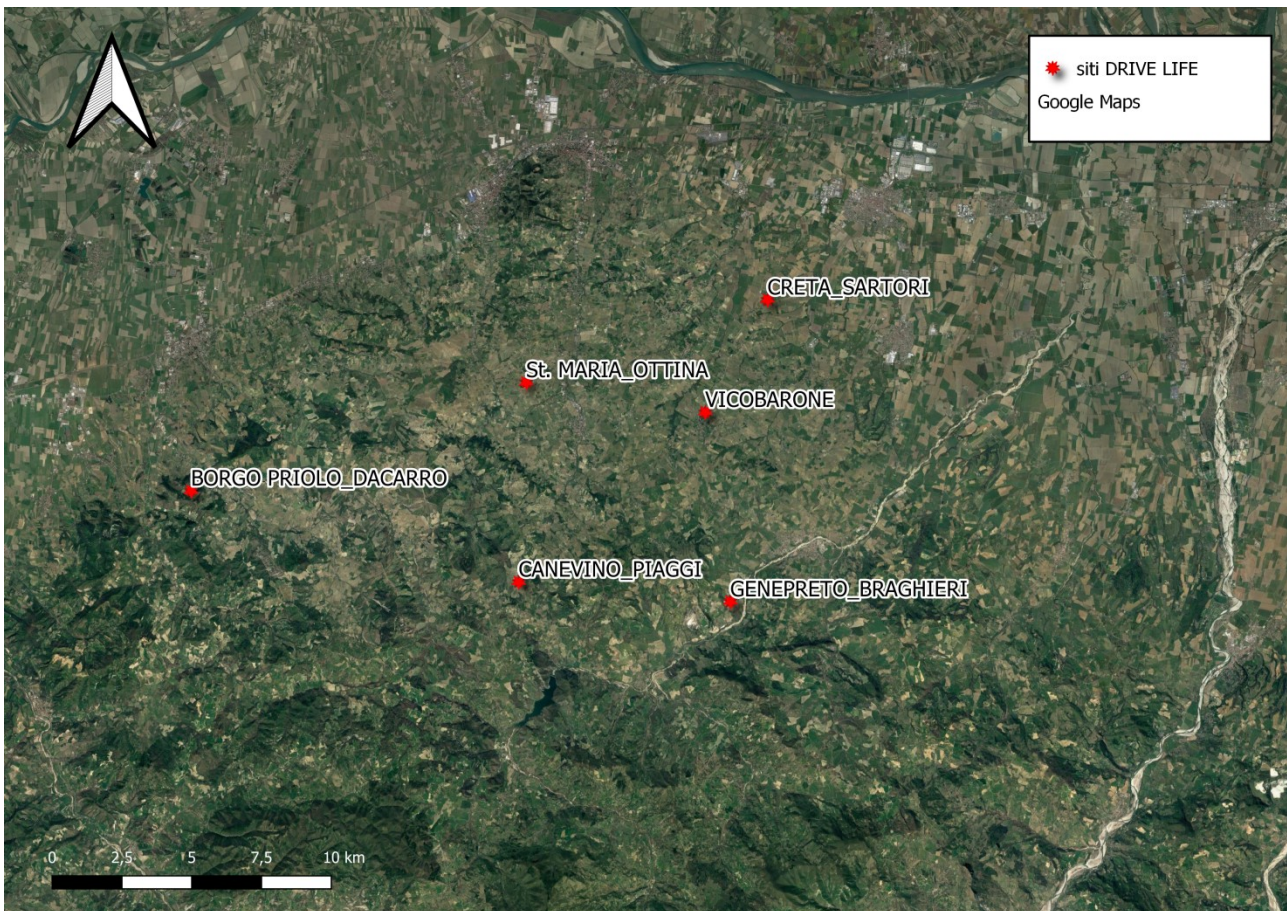 siti DRIVE LIFE
Google Maps
CRETA_SARTORI
St. MARIA_OTTINA
VICOBARONE
BORGO PRIOLO_DACARRO
CANEVINO_PIAGGI
GENEPRETO_BRAGHIERI
0 2,5 5 7,5 10 km